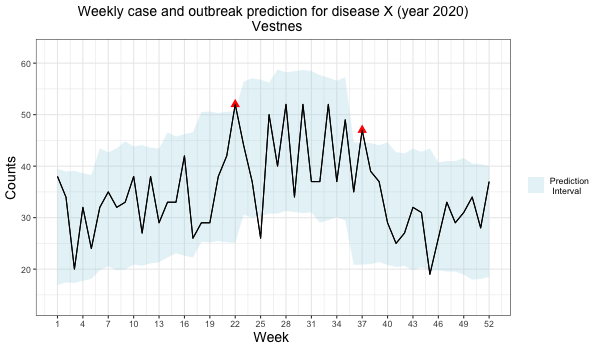 Weekly case and outbreak prediction for disease X (year 2020)
Vestnes
Counts
60
50
40
30
20
1 4 7 10 13 16 19 22 25 28 31 34 37 40 43 46 49 52
Week
Prediction
Interval